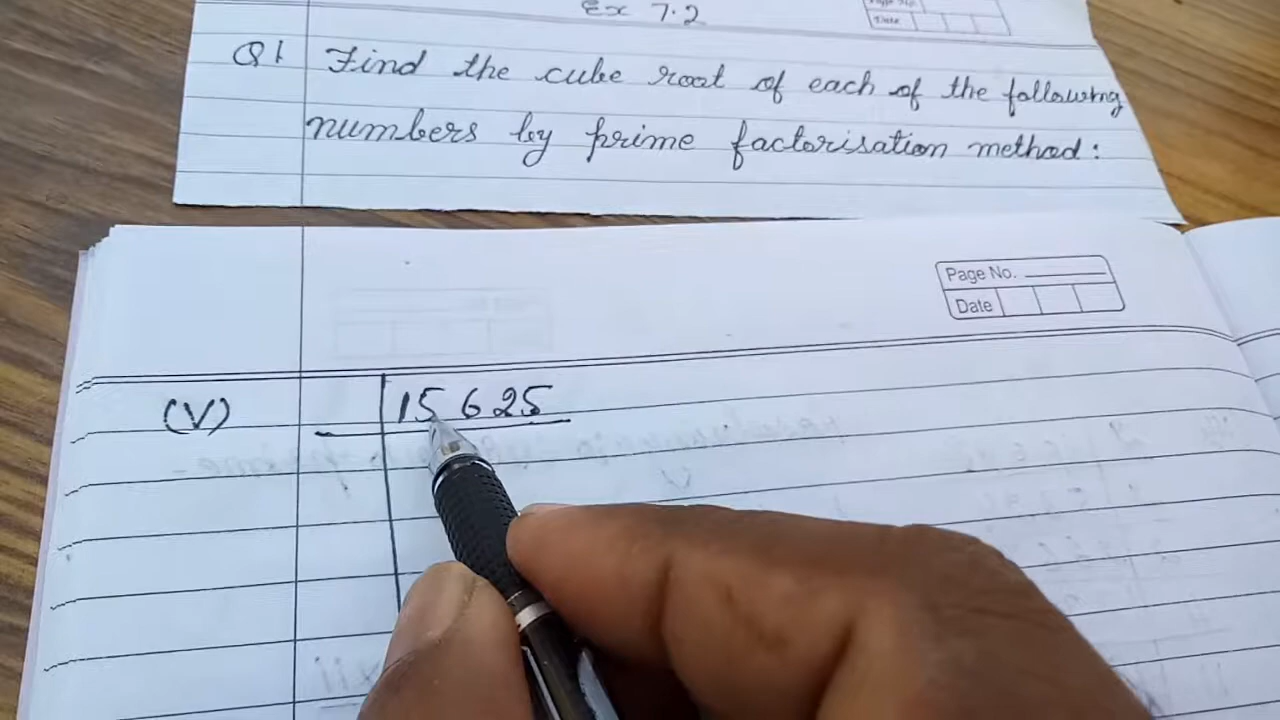 Ex 7.2
Date
Q1 Find the cube root of each of the following
numbers by prime factorisation method:
Page No.
Date
(V) 15625